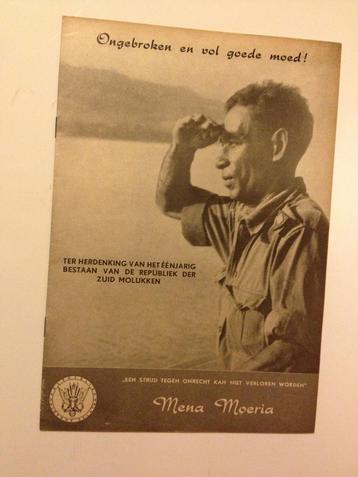 Ongebroken en vol goede moed!
TER HERDENKING VAN HET ÉÉNJARIG
BESTAAN VAN DE REPUBLIEK DER
ZUID MOLUKKEN
„EEN STRIJD TEGEN ONRECHT KAN NIET VERLOREN WORDEN"
Mena Moeria